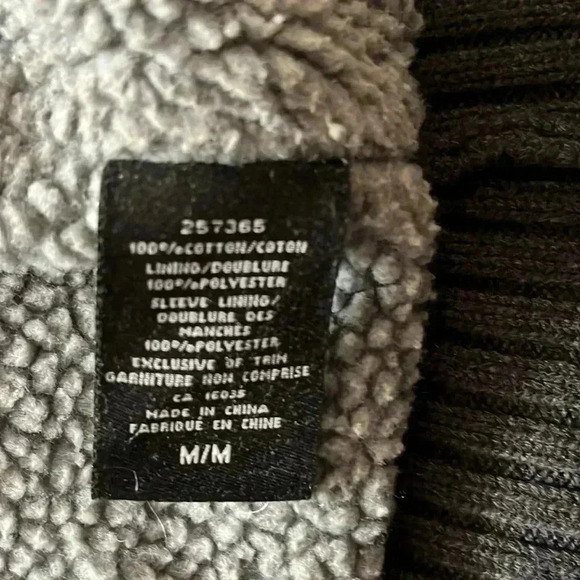 257365
100%COTTON/COTON
LINING/DOUBLURE
100%POLYESTER
SLEEVE LINING/
DOUBLURE DES
MANCHES
100%POLYESTER
EXCLUSIVE OF TRIM
GARNITURE NON COMPRISE
CA 16035
MADE IN CHINA
FABRIQUÉ EN CHINE
M/M